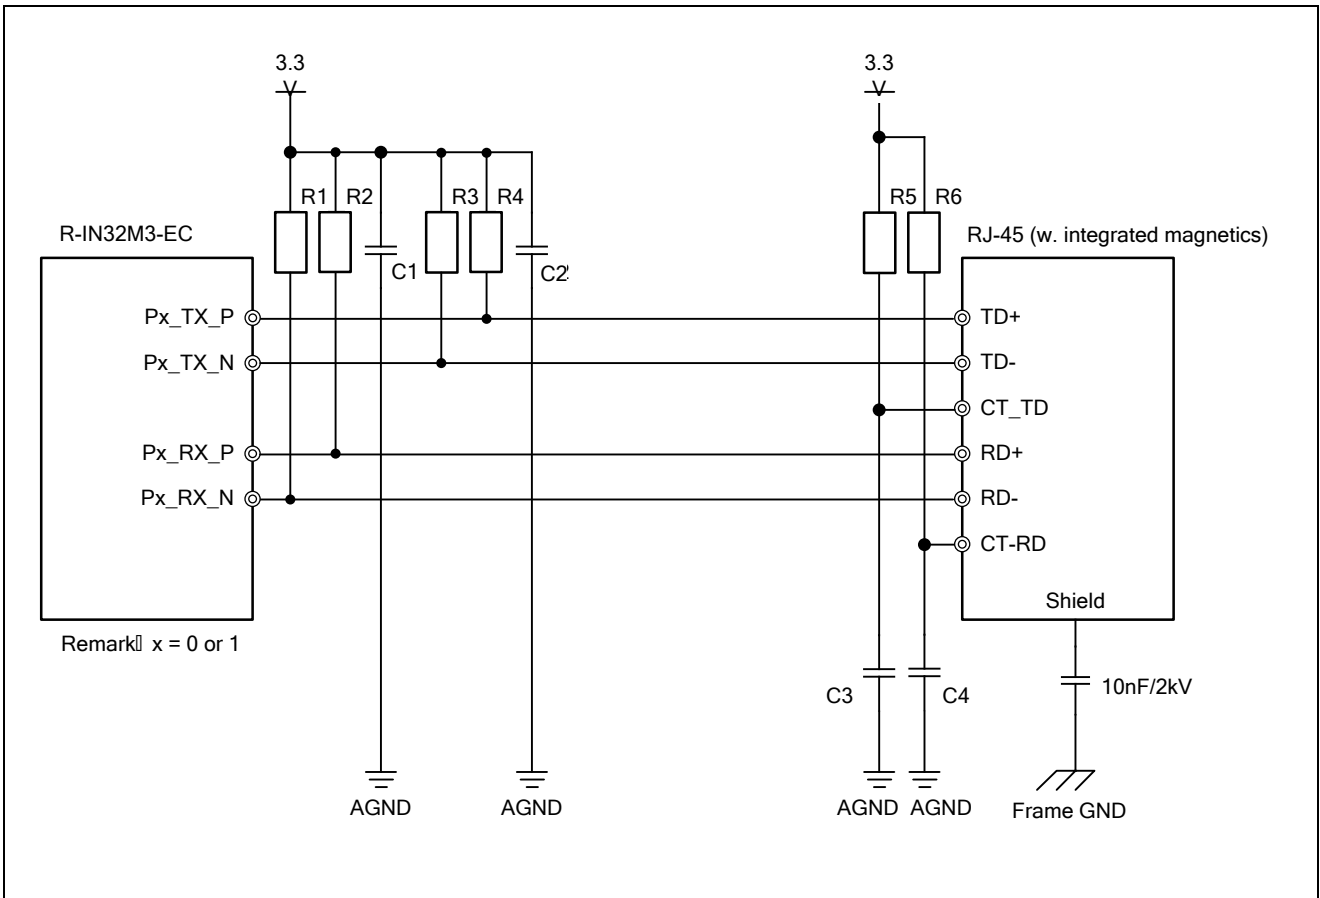 3.3
V
3.3
V
R1
R2
R3
R4
R5
R6
R-IN32M3-EC
RJ-45 (w. integrated magnetics)
C1
C2
Px_TX_P
TD+
Px_TX_N
TD-
CT_TD
Px_RX_P
RD+
Px_RX_N
RD-
CT-RD
Shield
Remark▯ x = 0 or 1
C3
C4
10nF/2kV
AGND
AGND
AGND
AGND
Frame GND